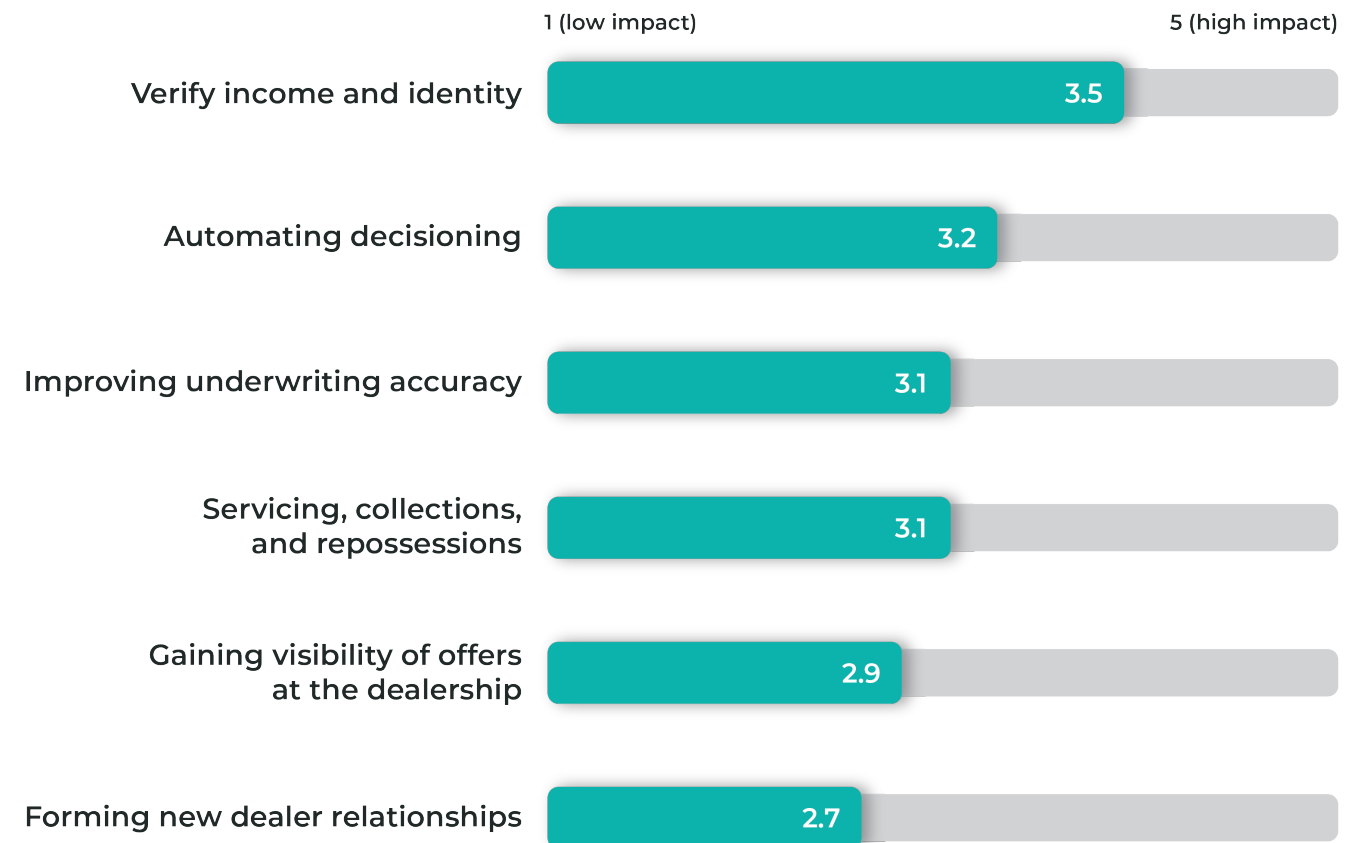 1 (low impact) 5 (high impact)
Verify income and identity 3.5
Automating decisioning 3.2
Improving underwriting accuracy 3.1
Servicing, collections,
and repossessions 3.1
Gaining visibility of offers
at the dealership 2.9
Forming new dealer relationships 2.7